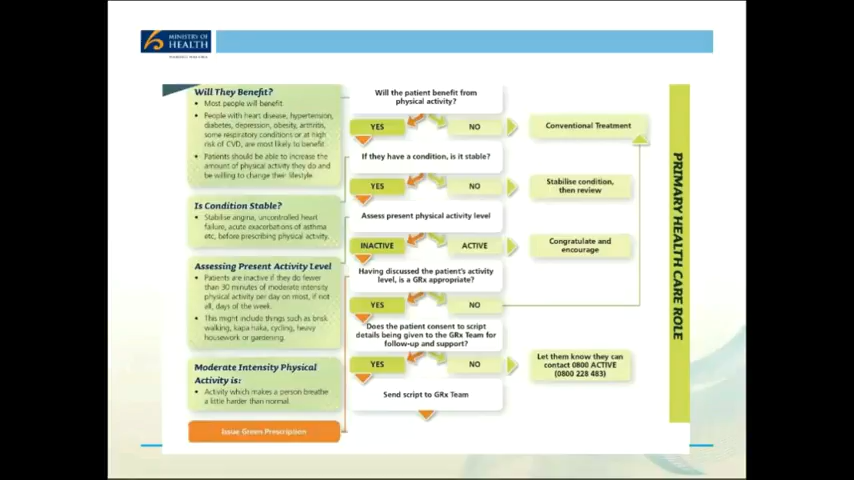 MINISTRY OF
HEALTH
Will They Benefit?
• Most people will benefit
• People with heart disease, hypertension,
diabetes, depression, obesity, arthritis,
some respiratory conditions or at high
risk of CVD, are most likely to benefit.
• Patients should be able to increase the
amount of physical activity they do and
be willing to change their lifestyle.
Is Condition Stable?
• Stabilise angina, uncontrolled heart
failure, acute exacerbations of asthma
etc, before prescribing physical activity.
Assessing Present Activity Level
• Patients are inactive if they do fewer
than 30 minutes of moderate intensity
physical activity per day on most, if not
all, days of the week.
• This might include things such as brisk
walking, kapa haka, cycling, heavy
housework or gardening.
Moderate Intensity Physical
Activity is:
• Activity which makes a person breathe
a little harder than normal.
Issue Green Prescription
Will the patient benefit from
physical activity?
YES
NO
Conventional Treatment
If they have a condition, is it stable?
YES
NO
Stabilise condition,
then review
Assess present physical activity level
INACTIVE
ACTIVE
Congratulate and
encourage
Having discussed the patient's activity
level, is a GRx appropriate?
YES
NO
Does the patient consent to script
details being given to the GRx Team for
follow-up and support?
YES
NO
Let them know they can
contact 0800 ACTIVE
(0800 228 483)
Send script to GRx Team
PRIMARY HEALTH CARE ROLE